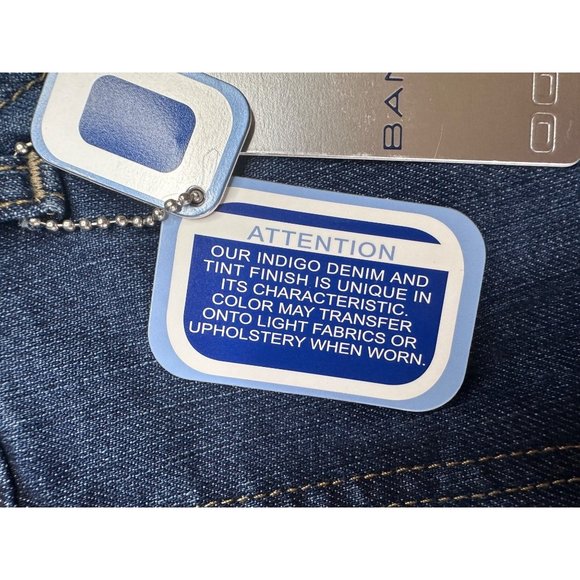 ATTENTION
OUR INDIGO DENIM AND
TINT FINISH IS UNIQUE IN
ITS CHARACTERISTIC.
COLOR MAY TRANSFER
ONTO LIGHT FABRICS OR
UPHOLSTERY WHEN WORN.